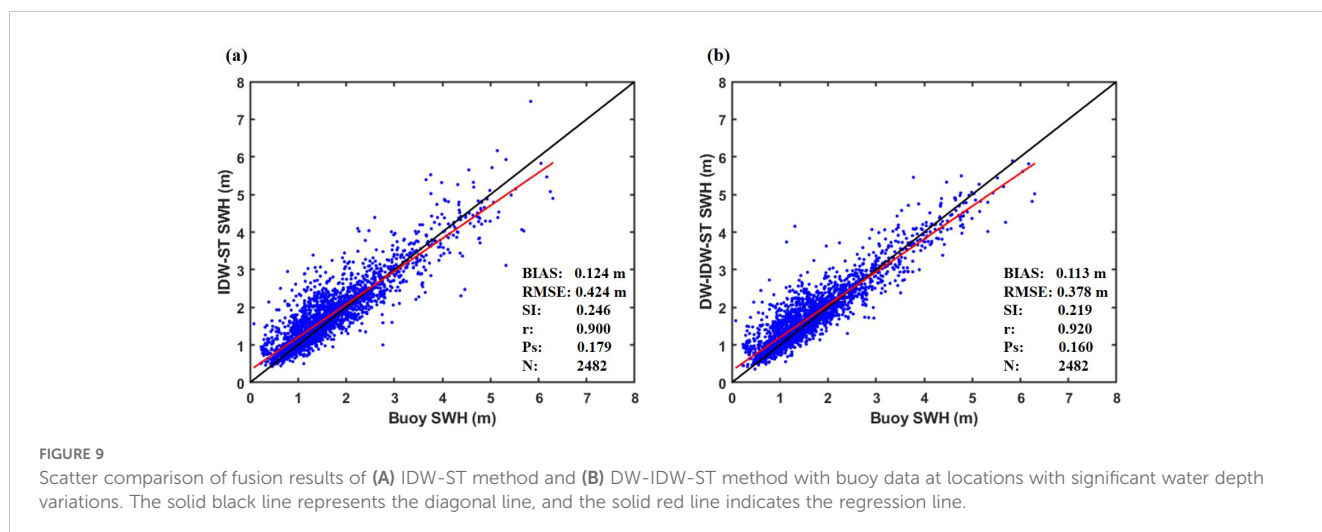 (a)
8
7
6
5
4
3
2
1
0
IDW-ST SWH (m)
BIAS: 0.124 m
RMSE: 0.424 m
SI: 0.246
r: 0.900
Ps: 0.179
N: 2482
0 1 2 3 4 5 6 7 8
Buoy SWH (m)
(b)
8
7
6
5
4
3
2
1
0
DW-IDW-ST SWH (m)
BIAS: 0.113 m
RMSE: 0.378 m
SI: 0.219
r: 0.920
Ps: 0.160
N: 2482
0 1 2 3 4 5 6 7 8
Buoy SWH (m)
FIGURE 9
Scatter comparison of fusion results of (A) IDW-ST method and (B) DW-IDW-ST method with buoy data at locations with significant water depth
variations. The solid black line represents the diagonal line, and the solid red line indicates the regression line.